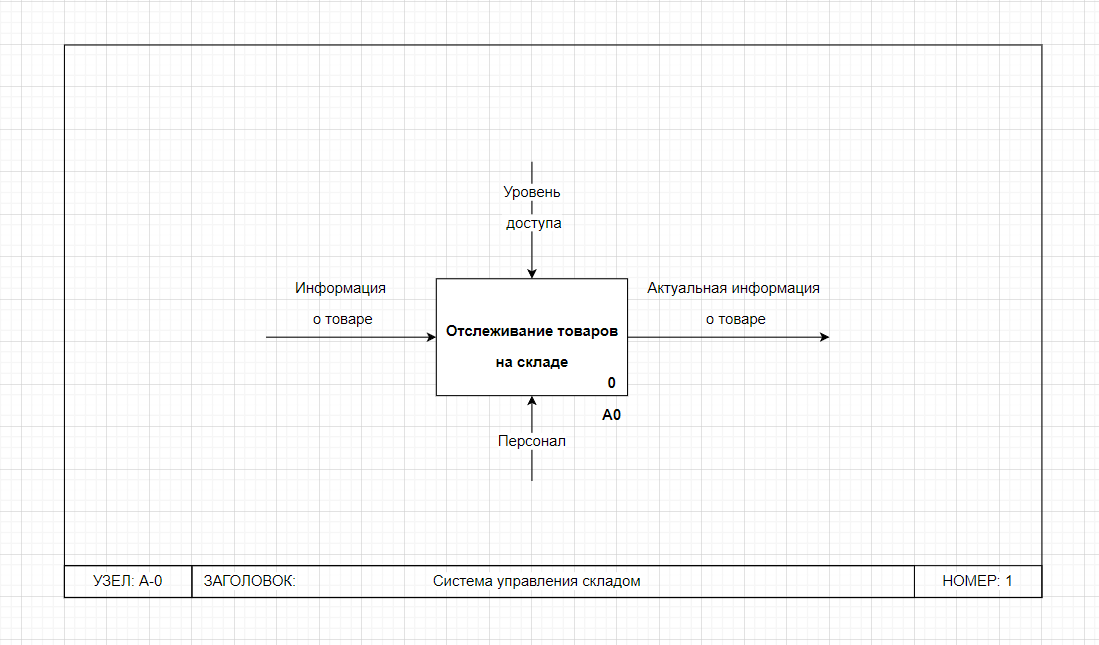 Уровень
доступа
Информация
о товаре
Актуальная информация
о товаре
Отслеживание товаров
на складе
0
A0
Персонал
УЗЕЛ: A-0
ЗАГОЛОВОК:
Система управления складом
НОМЕР: 1